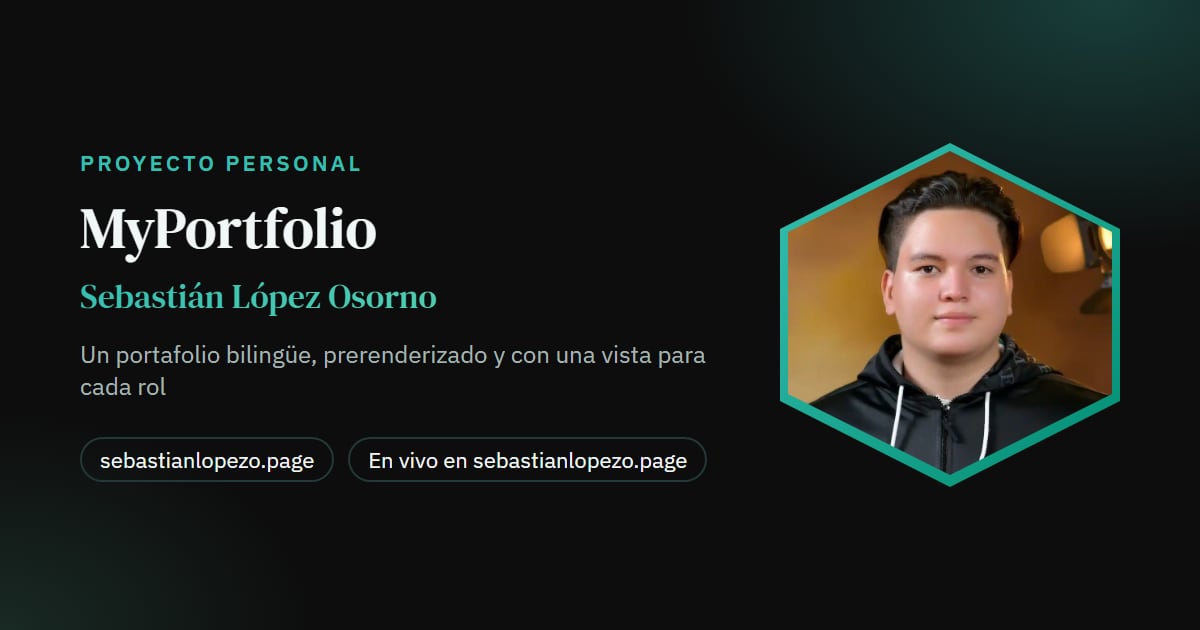 PROYECTO PERSONAL
MyPortfolio
Sebastián López Osorno
Un portafolio bilingüe, prerenderizado y con una vista para
cada rol
sebastianlopezo.page
En vivo en sebastianlopezo.page